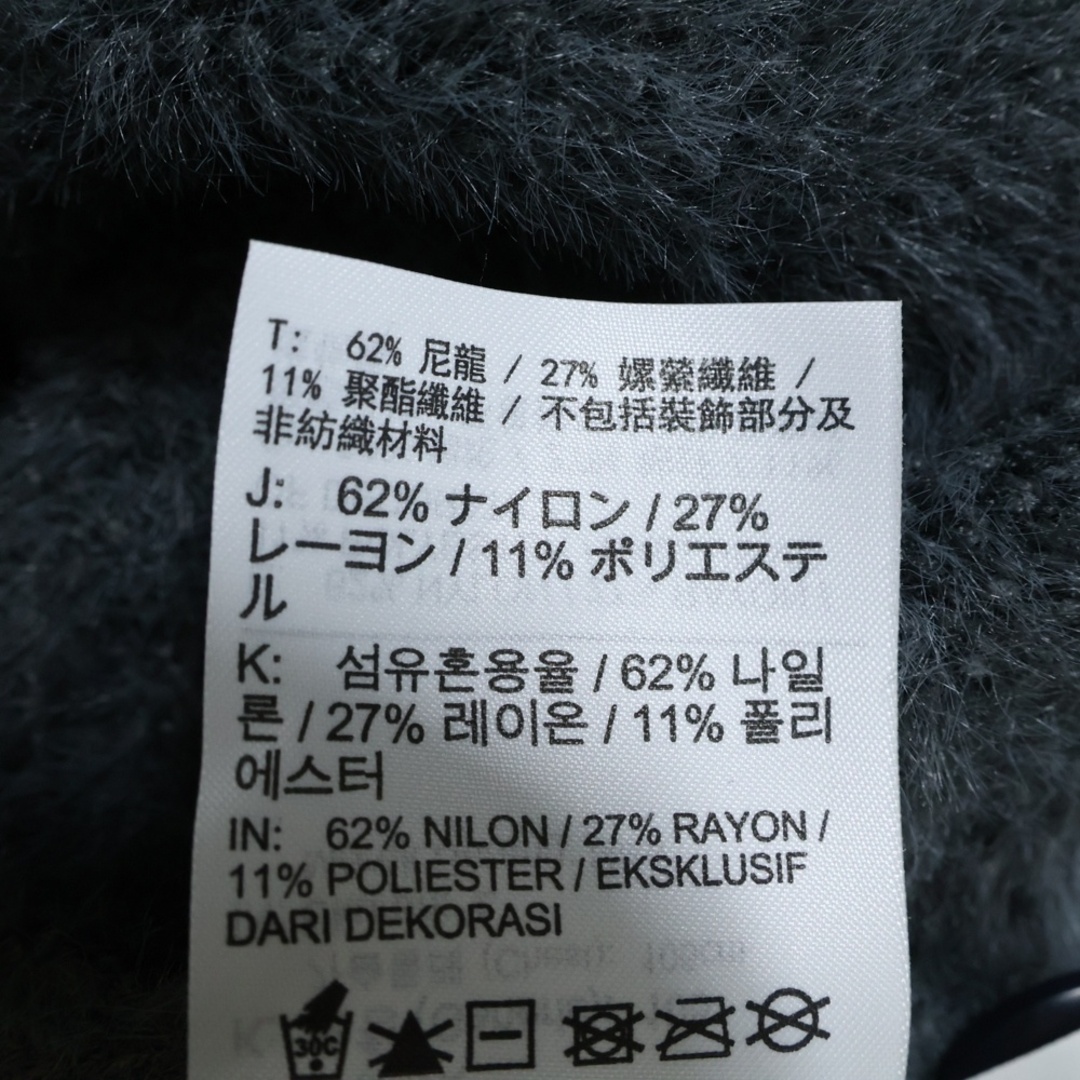 T: 62% 尼龍 / 27% 嫘縈纖維 /
11% 聚酯纖維 / 不包括裝飾部分及
非紡織材料
J: 62% ナイロン / 27%
レーヨン / 11% ポリエステ
ル
K: 섬유혼용율 / 62% 나일
론 / 27% 레이온 / 11% 폴리
에스터
IN: 62% NILON / 27% RAYON /
11% POLIESTER / EKSKLUSIF
DARI DEKORASI
30C